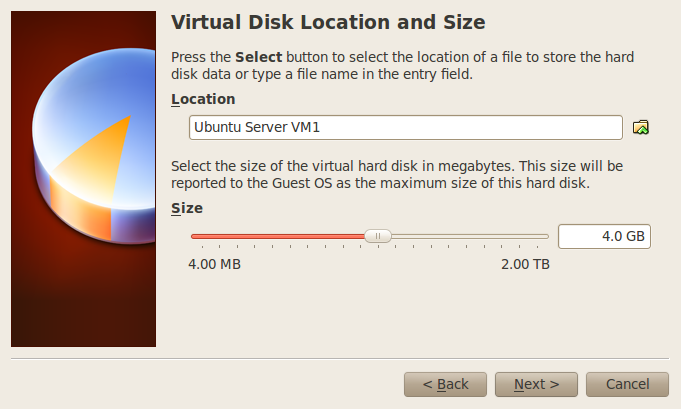 Virtual Disk Location and Size
Press the Select button to select the location of a file to store the hard
disk data or type a file name in the entry field.
Location
Ubuntu Server VM1
Select the size of the virtual hard disk in megabytes. This size will be
reported to the Guest OS as the maximum size of this hard disk.
Size
4.0 GB
4.00 MB 2.00 TB
< Back Next > Cancel